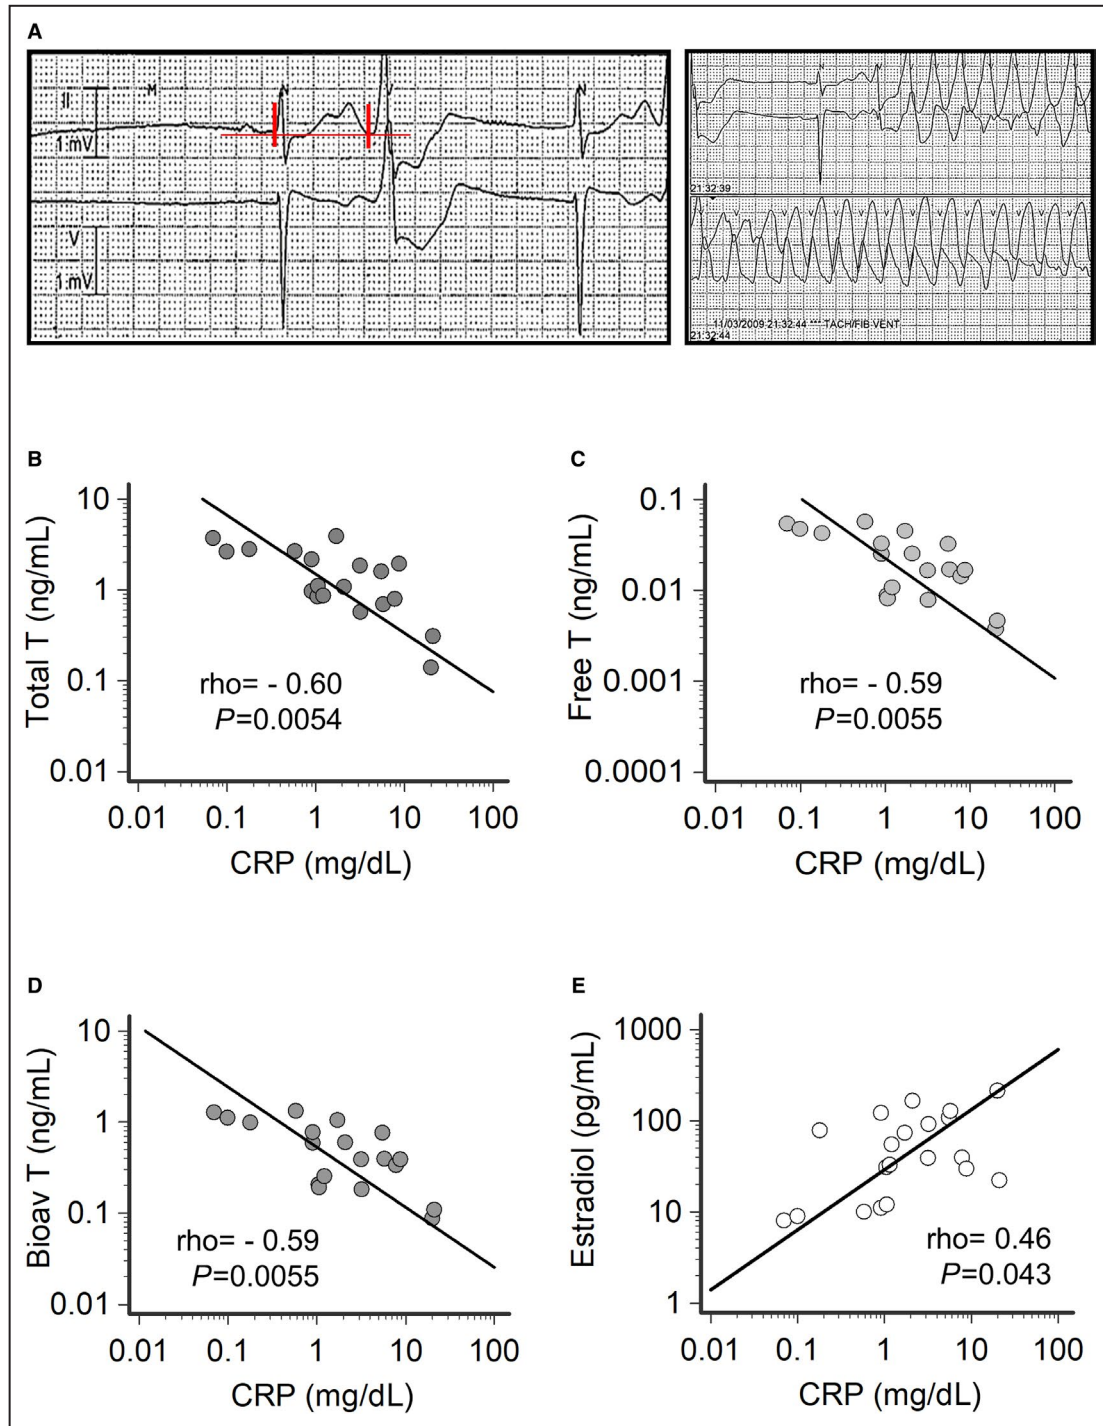 A
II
M
N
V
N
1 mV
V
1 mV
N
21:32:39
V V V V V V V V V V V
11/03/2009 21:32:44 *** TACH/FIB VENT
21:32:44
B
Total T (ng/mL)
10
1
0.1
0.01
rho= - 0.60
P=0.0054
0.01 0.1 1 10 100
CRP (mg/dL)
C
Free T (ng/mL)
0.1
0.01
0.001
0.0001
rho= - 0.59
P=0.0055
0.01 0.1 1 10 100
CRP (mg/dL)
D
Bioav T (ng/mL)
10
1
0.1
0.01
rho= - 0.59
P=0.0055
0.01 0.1 1 10 100
CRP (mg/dL)
E
Estradiol (pg/mL)
1000
100
10
1
rho= 0.46
P=0.043
0.01 0.1 1 10 100
CRP (mg/dL)